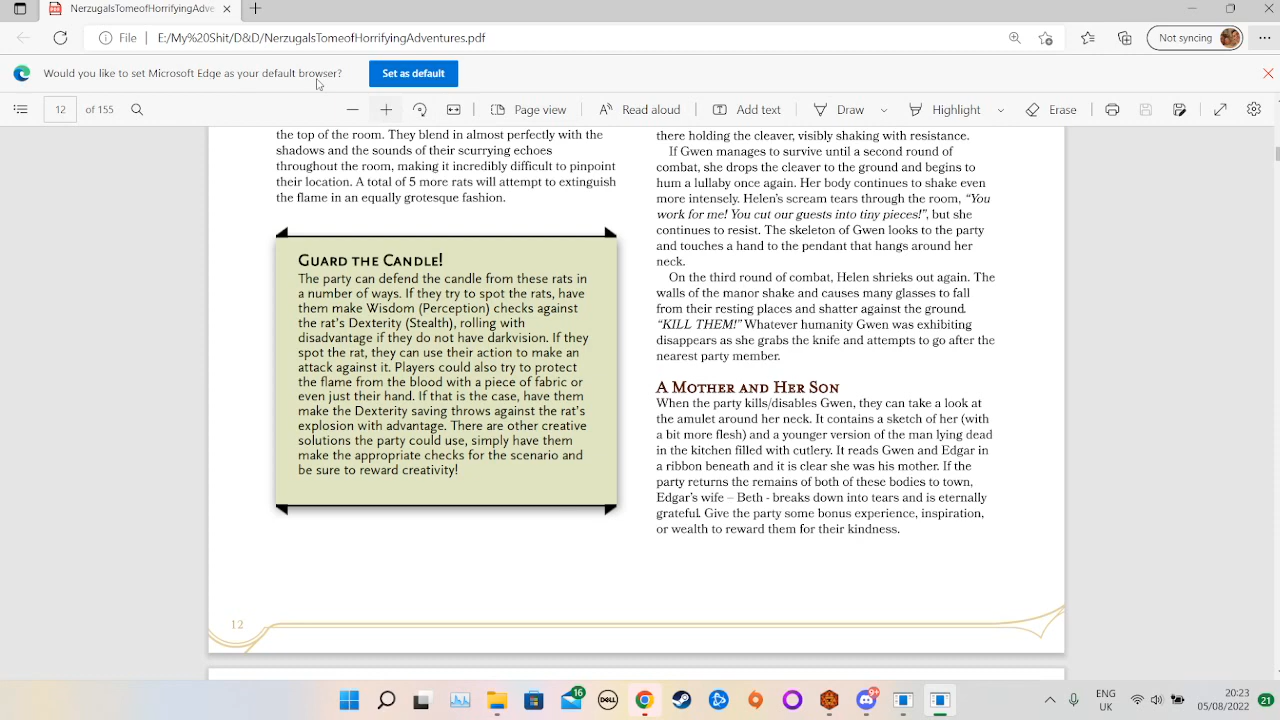 NerzugalsTomeofHorrifyingAdve
File
E:/My%20Shit/D&D/NerzugalsTomeofHorrifyingAdventures.pdf
Not syncing
Would you like to set Microsoft Edge as your default browser?
Set as default
12
of 155
Page view
Read aloud
Add text
Draw
Highlight
Erase
the top of the room. They blend in almost perfectly with the
shadows and the sounds of their scurrying echoes
throughout the room, making it incredibly difficult to pinpoint
their location. A total of 5 more rats will attempt to extinguish
the flame in an equally grotesque fashion.
Guard the Candle!
The party can defend the candle from these rats in
a number of ways. If they try to spot the rats, have
them make Wisdom (Perception) checks against
the rat's Dexterity (Stealth), rolling with
disadvantage if they do not have darkvision. If they
spot the rat, they can use their action to make an
attack against it. Players could also try to protect
the flame from the blood with a piece of fabric or
even just their hand. If that is the case, have them
make the Dexterity saving throws against the rat's
explosion with advantage. There are other creative
solutions the party could use, simply have them
make the appropriate checks for the scenario and
be sure to reward creativity!
there holding the cleaver, visibly shaking with resistance.
If Gwen manages to survive until a second round of
combat, she drops the cleaver to the ground and begins to
hum a lullaby once again. Her body continues to shake even
more intensely. Helen's scream tears through the room, "You
work for me! You cut our guests into tiny pieces!", but she
continues to resist. The skeleton of Gwen looks to the party
and touches a hand to the pendant that hangs around her
neck.
On the third round of combat, Helen shrieks out again. The
walls of the manor shake and causes many glasses to fall
from their resting places and shatter against the ground.
"KILL THEM!" Whatever humanity Gwen was exhibiting
disappears as she grabs the knife and attempts to go after the
nearest party member.
A Mother and Her Son
When the party kills/disables Gwen, they can take a look at
the amulet around her neck. It contains a sketch of her (with
a bit more flesh) and a younger version of the man lying dead
in the kitchen filled with cutlery. It reads Gwen and Edgar in
a ribbon beneath and it is clear she was his mother. If the
party returns the remains of both of these bodies to town,
Edgar's wife – Beth - breaks down into tears and is eternally
grateful. Give the party some bonus experience, inspiration,
or wealth to reward them for their kindness.
12
16
DELL
9+
ENG
UK
20:23
05/08/2022
21